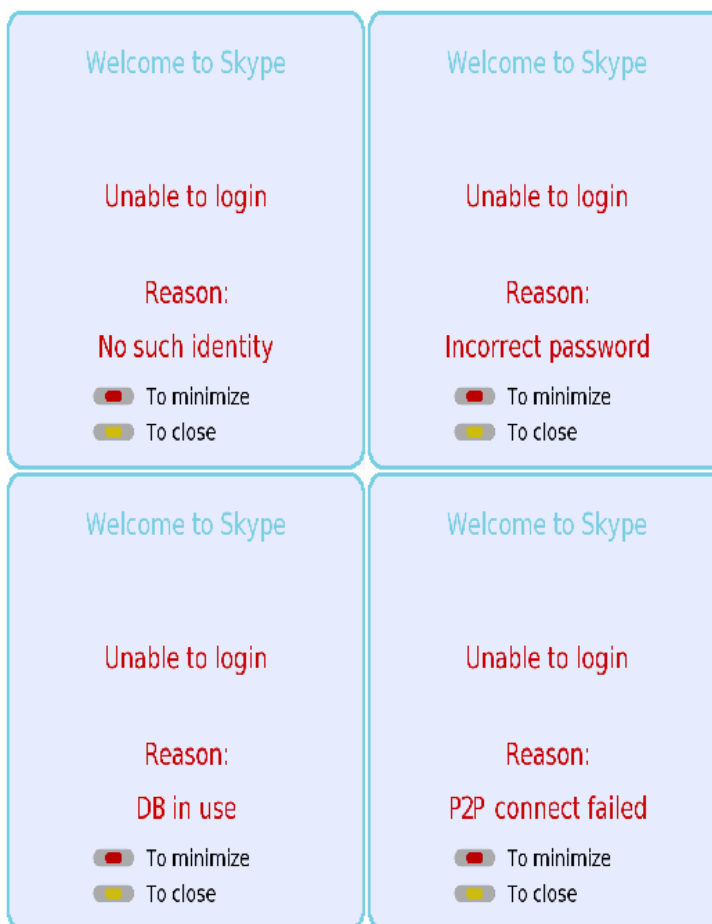 Welcome to Skype
Unable to login
Reason:
No such identity
To minimize
To close
Welcome to Skype
Unable to login
Reason:
Incorrect password
To minimize
To close
Welcome to Skype
Unable to login
Reason:
DB in use
To minimize
To close
Welcome to Skype
Unable to login
Reason:
P2P connect failed
To minimize
To close